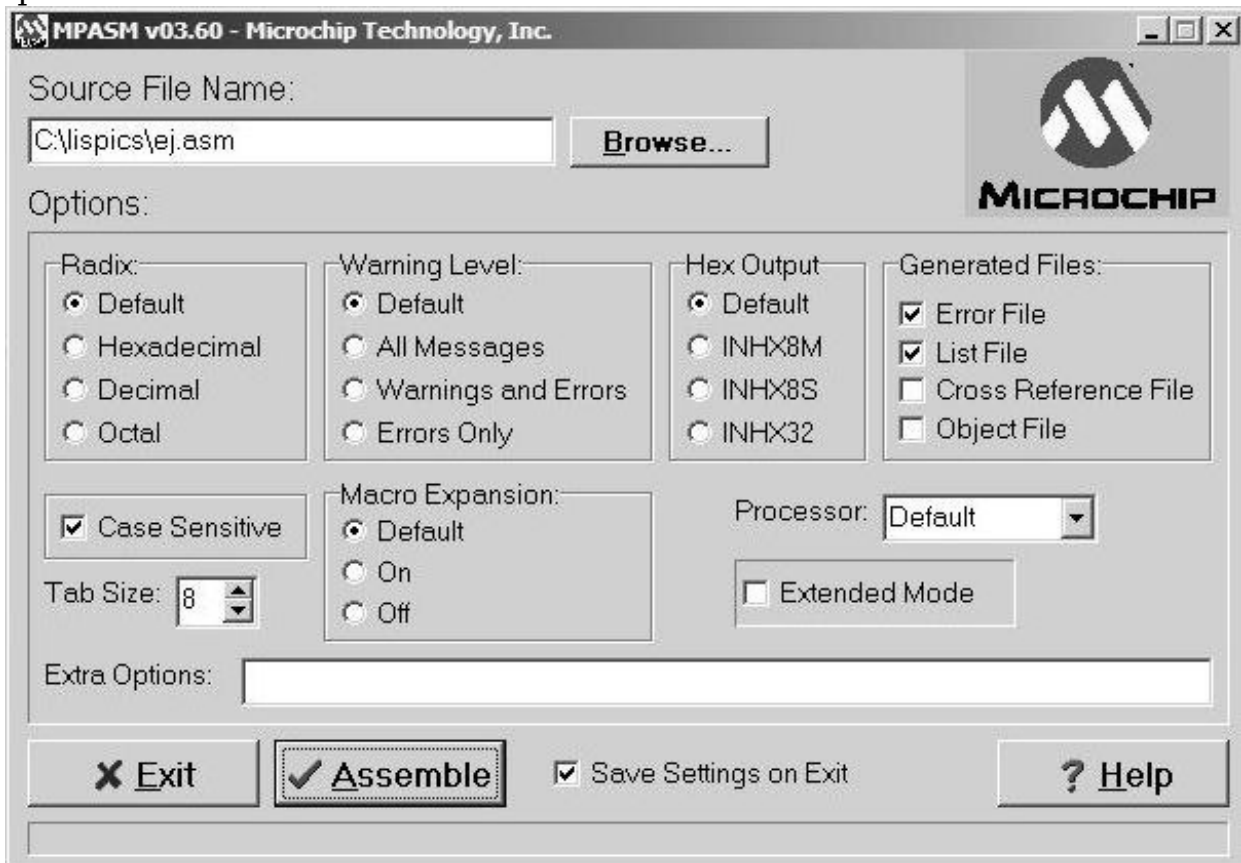 MPASM v03.60 - Microchip Technology, Inc.
Source File Name:
C:\lispics\ej.asm
Browse...
MICROCHIP
Options:
Radix:
Default
Hexadecimal
Decimal
Octal
Warning Level:
Default
All Messages
Warnings and Errors
Errors Only
Hex Output
Default
INHX8M
INHX8S
INHX32
Generated Files:
Error File
List File
Cross Reference File
Object File
Case Sensitive
Tab Size: 8
Macro Expansion:
Default
On
Off
Processor: Default
Extended Mode
Extra Options:
Exit
Assemble
Save Settings on Exit
? Help